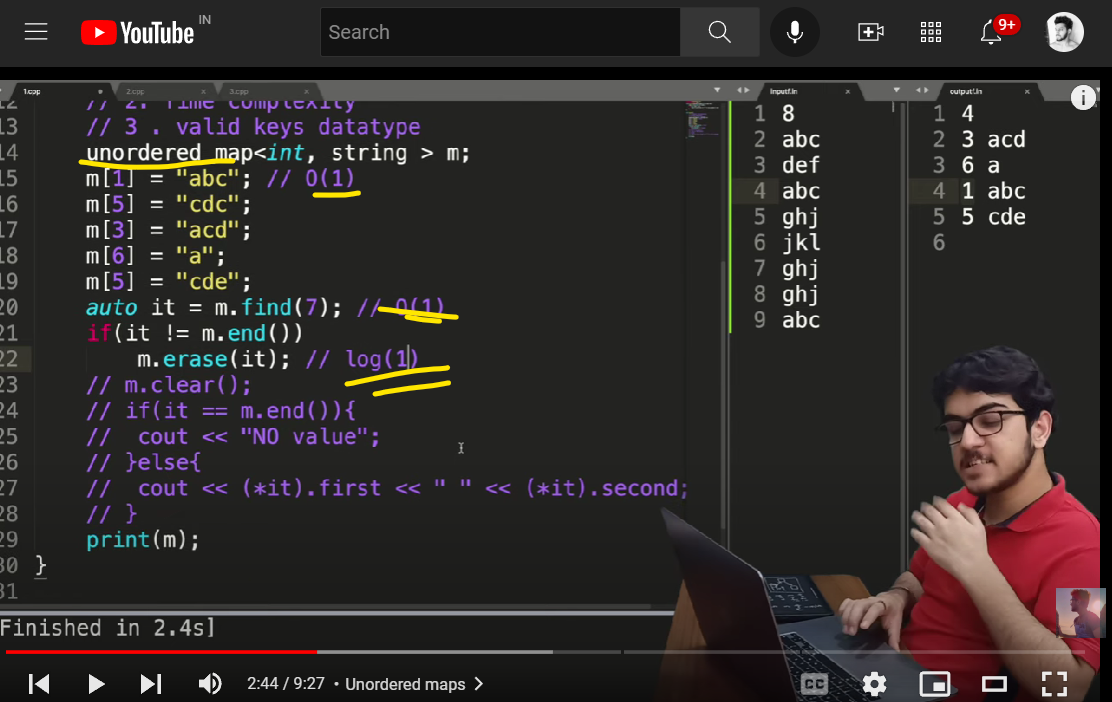 YouTube IN
Search
9+
1.cpp
2.cpp
3.cpp
inputf.in
output.in
12 // 2. Time complexity
13 // 3 . valid keys datatype
14 unordered_map<int, string > m;
15 m[1] = "abc"; // O(1)
16 m[5] = "cdc";
17 m[3] = "acd";
18 m[6] = "a";
19 m[5] = "cde";
20 auto it = m.find(7); // O(1)
21 if(it != m.end())
22 m.erase(it); // log(1)
23 // m.clear();
24 // if(it == m.end()){
25 // cout << "NO value";
26 // }else{
27 // cout << (*it).first << " " << (*it).second;
28 // }
29 print(m);
30 }
31
1 8
2 abc
3 def
4 abc
5 ghj
6 jkl
7 ghj
8 ghj
9 abc
1 4
2 3 acd
3 6 a
4 1 abc
5 5 cde
6
Finished in 2.4s]
2:44 / 9:27 • Unordered maps
CC